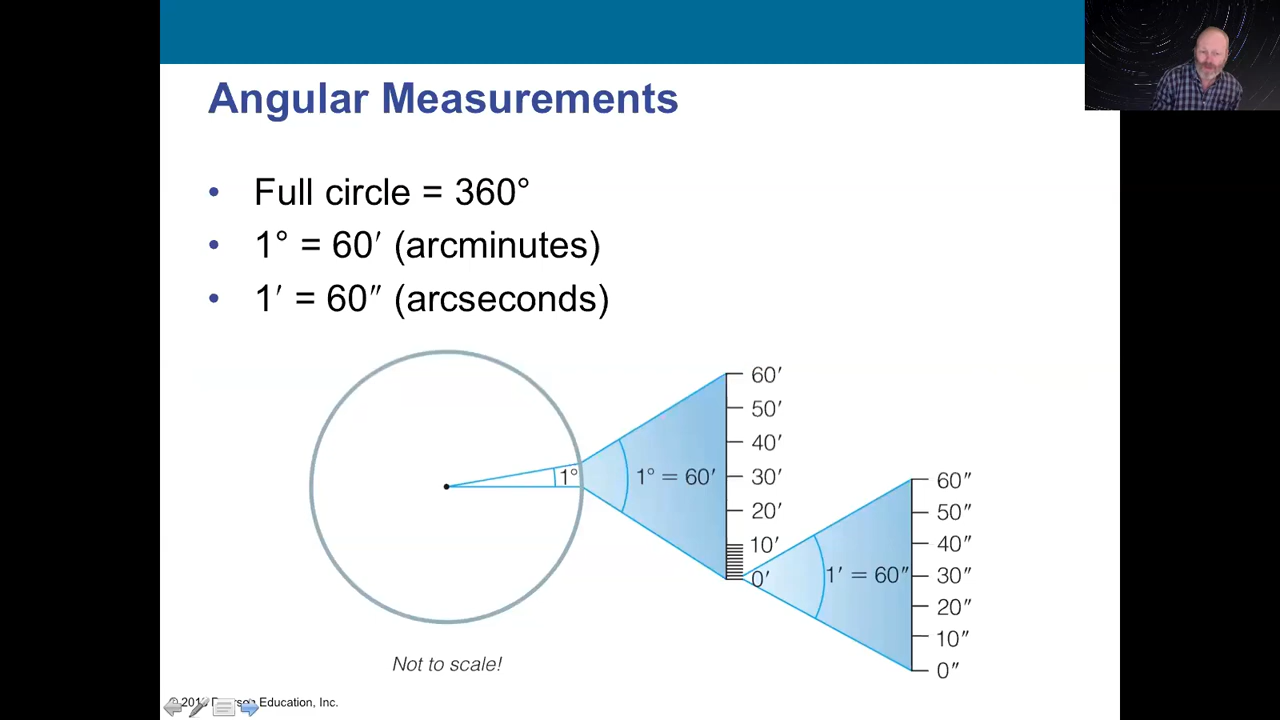 Angular Measurements
• Full circle = 360°
• 1° = 60′ (arcminutes)
• 1′ = 60″ (arcseconds)
60′
50′
40′
1°
1° = 60′
30′
20′
10′
0′
60″
50″
40″
1′ = 60″
30″
20″
10″
0″
Not to scale!
Education, Inc.